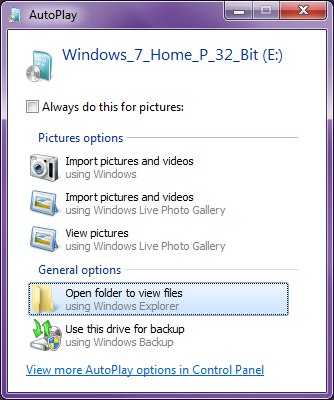 AutoPlay
Windows_7_Home_P_32_Bit (E:)
Always do this for pictures:
Pictures options
Import pictures and videos
using Windows
Import pictures and videos
using Windows Live Photo Gallery
View pictures
using Windows Live Photo Gallery
General options
Open folder to view files
using Windows Explorer
Use this drive for backup
using Windows Backup
View more AutoPlay options in Control Panel